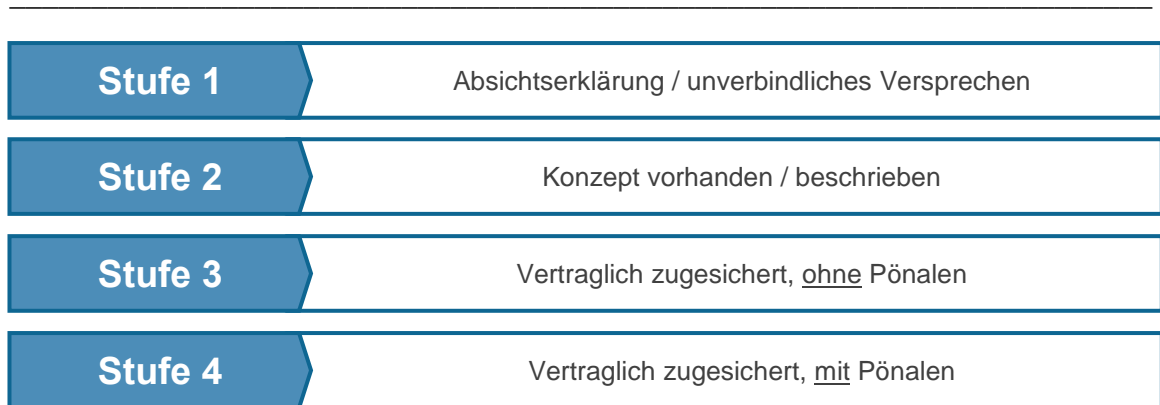 Stufe 1
Absichtserklärung / unverbindliches Versprechen
Stufe 2
Konzept vorhanden / beschrieben
Stufe 3
Vertraglich zugesichert, ohne Pönalen
Stufe 4
Vertraglich zugesichert, mit Pönalen